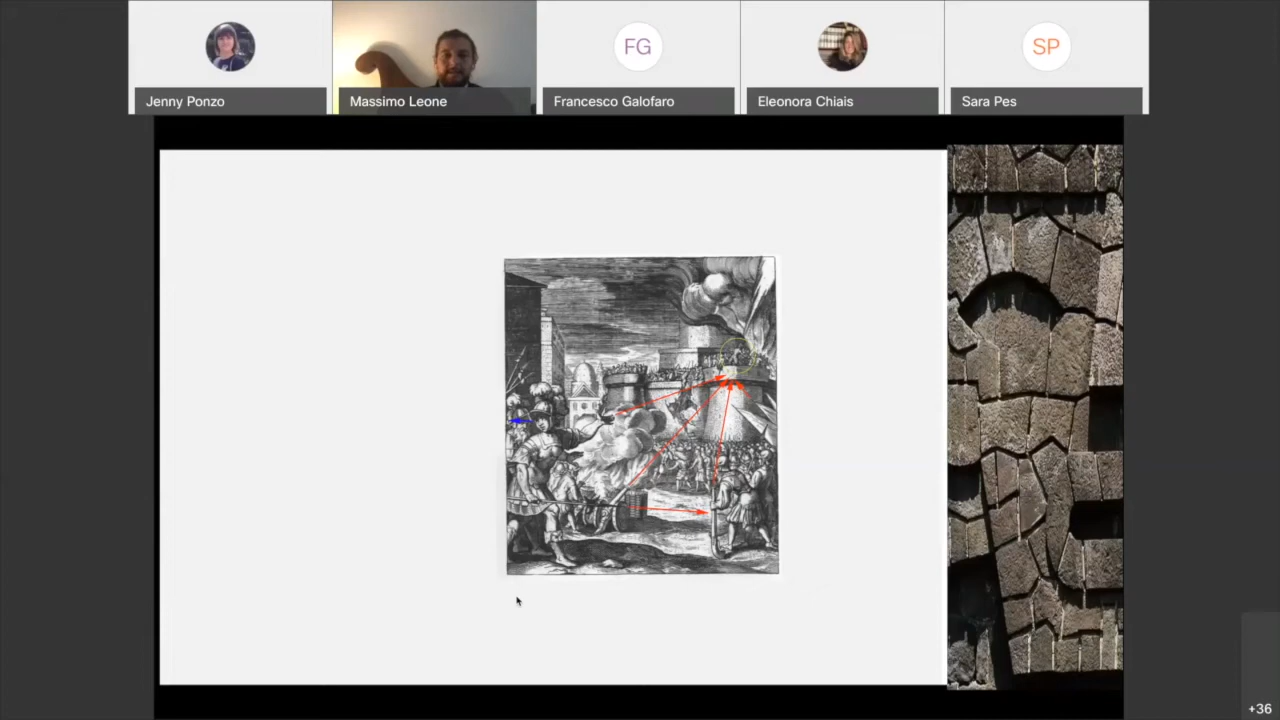 FG
SP
Jenny Ponzo
Massimo Leone
Francesco Galofaro
Eleonora Chiais
Sara Pes
+36